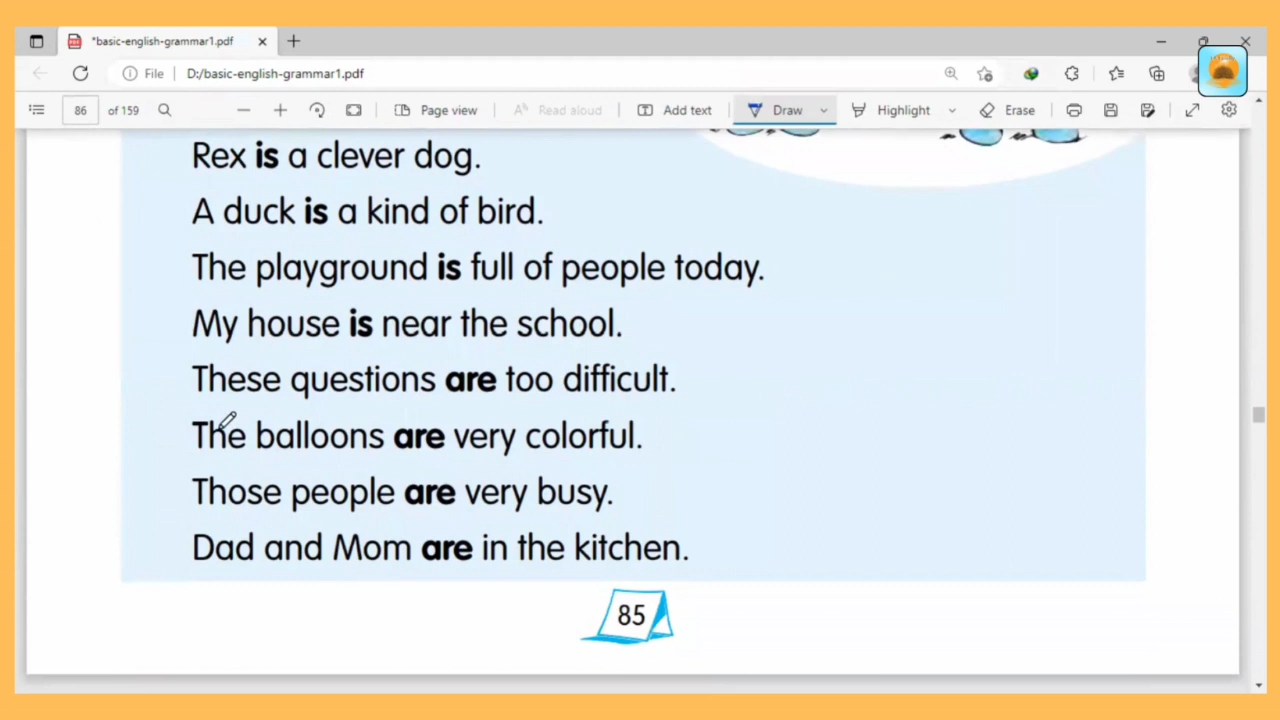 *basic-english-grammar1.pdf
File | D:/basic-english-grammar1.pdf
86 of 159 Page view Read aloud Add text Draw Highlight Erase
Rex is a clever dog.
A duck is a kind of bird.
The playground is full of people today.
My house is near the school.
These questions are too difficult.
The balloons are very colorful.
Those people are very busy.
Dad and Mom are in the kitchen.
85